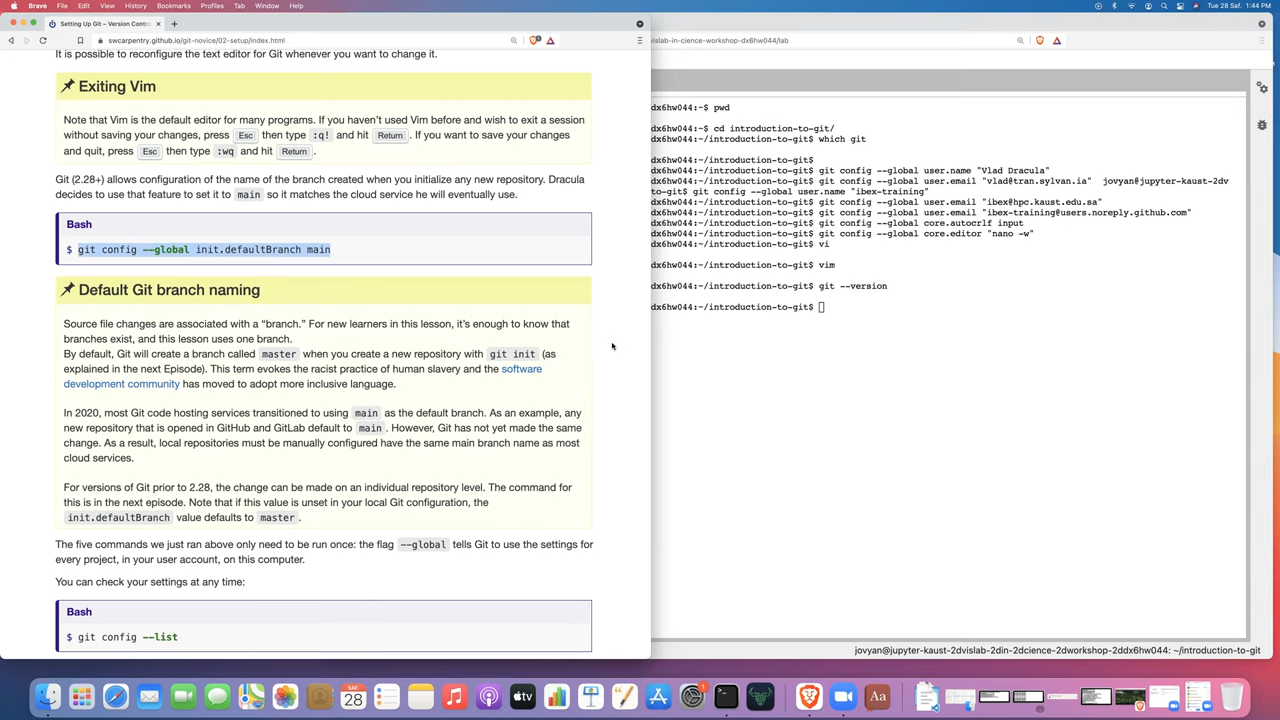 Brave File Edit View History Bookmarks Profiles Tab Window Help
Tue 28 Saf. 1:44 PM
Setting Up Git – Version Contro
swcarpentry.github.io/git-novice/02-setup/index.html
vislab-in-cience-workshop-dx6hw044/lab
It is possible to reconfigure the text editor for Git whenever you want to change it.
Exiting Vim
Note that Vim is the default editor for many programs. If you haven't used Vim before and wish to exit a session
without saving your changes, press Esc then type :q! and hit Return . If you want to save your changes
and quit, press Esc then type :wq and hit Return .
Git (2.28+) allows configuration of the name of the branch created when you initialize any new repository. Dracula
decides to use that feature to set it to main so it matches the cloud service he will eventually use.
Bash
$ git config --global init.defaultBranch main
Default Git branch naming
Source file changes are associated with a “branch.” For new learners in this lesson, it's enough to know that
branches exist, and this lesson uses one branch.
By default, Git will create a branch called master when you create a new repository with git init (as
explained in the next Episode). This term evokes the racist practice of human slavery and the software
development community has moved to adopt more inclusive language.
In 2020, most Git code hosting services transitioned to using main as the default branch. As an example, any
new repository that is opened in GitHub and GitLab default to main . However, Git has not yet made the same
change. As a result, local repositories must be manually configured have the same main branch name as most
cloud services.
For versions of Git prior to 2.28, the change can be made on an individual repository level. The command for
this is in the next episode. Note that if this value is unset in your local Git configuration, the
init.defaultBranch value defaults to master .
The five commands we just ran above only need to be run once: the flag --global tells Git to use the settings for
every project, in your user account, on this computer.
You can check your settings at any time:
Bash
$ git config --list
dx6hw044:~$ pwd
dx6hw044:~$ cd introduction-to-git/
dx6hw044:~/introduction-to-git$ which git
dx6hw044:~/introduction-to-git$
dx6hw044:~/introduction-to-git$ git config --global user.name "Vlad Dracula"
dx6hw044:~/introduction-to-git$ git config --global user.email "vlad@tran.sylvan.ia" jovyan@jupyter-kaust-2dv
to-git$ git config --global user.name "ibex-training"
dx6hw044:~/introduction-to-git$ git config --global user.email "ibex@hpc.kaust.edu.sa"
dx6hw044:~/introduction-to-git$ git config --global user.email "ibex-training@users.noreply.github.com"
dx6hw044:~/introduction-to-git$ git config --global core.autocrlf input
dx6hw044:~/introduction-to-git$ git config --global core.editor "nano -w"
dx6hw044:~/introduction-to-git$ vi
dx6hw044:~/introduction-to-git$ vim
dx6hw044:~/introduction-to-git$ git --version
dx6hw044:~/introduction-to-git$
jovyan@jupyter-kaust-2dvislab-2din-2dcience-2dworkshop-2ddx6hw044: ~/introduction-to-git
SAF.
28
tv
Aa